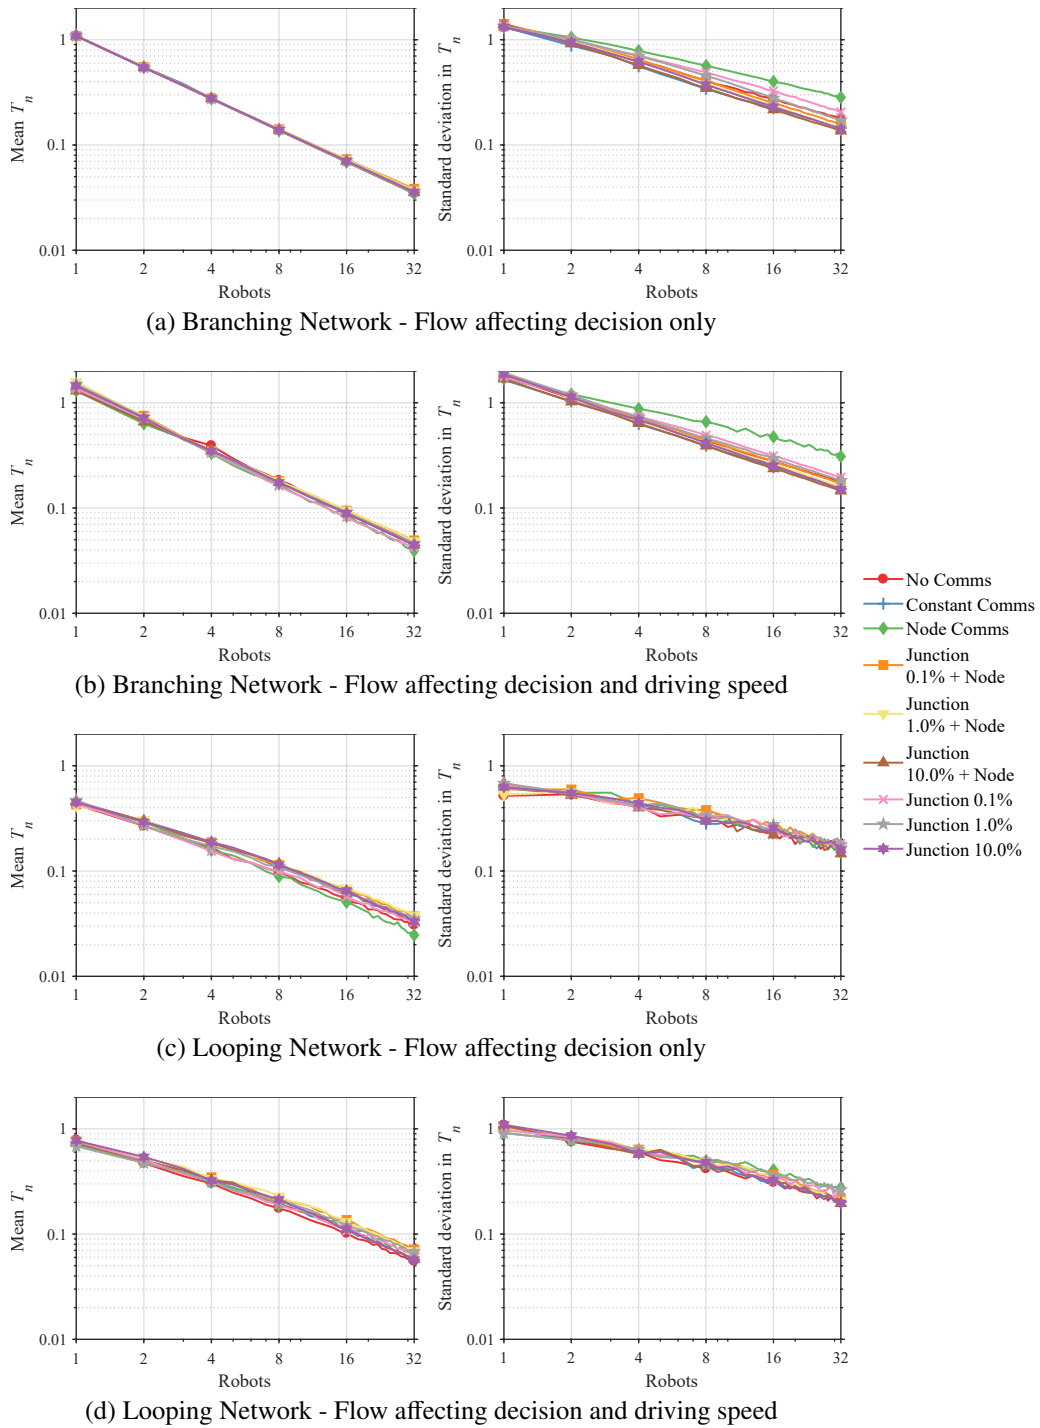 1
0.1
0.01
Mean T_n
1 2 4 8 16 32
Robots
1
0.1
0.01
Standard deviation in T_n
1 2 4 8 16 32
Robots
(a) Branching Network - Flow affecting decision only
1
0.1
0.01
Mean T_n
1 2 4 8 16 32
Robots
1
0.1
0.01
Standard deviation in T_n
1 2 4 8 16 32
Robots
(b) Branching Network - Flow affecting decision and driving speed
No Comms
Constant Comms
Node Comms
Junction
0.1% + Node
Junction
1.0% + Node
Junction
10.0% + Node
Junction 0.1%
Junction 1.0%
Junction 10.0%
1
0.1
0.01
Mean T_n
1 2 4 8 16 32
Robots
1
0.1
0.01
Standard deviation in T_n
1 2 4 8 16 32
Robots
(c) Looping Network - Flow affecting decision only
1
0.1
0.01
Mean T_n
1 2 4 8 16 32
Robots
1
0.1
0.01
Standard deviation in T_n
1 2 4 8 16 32
Robots
(d) Looping Network - Flow affecting decision and driving speed